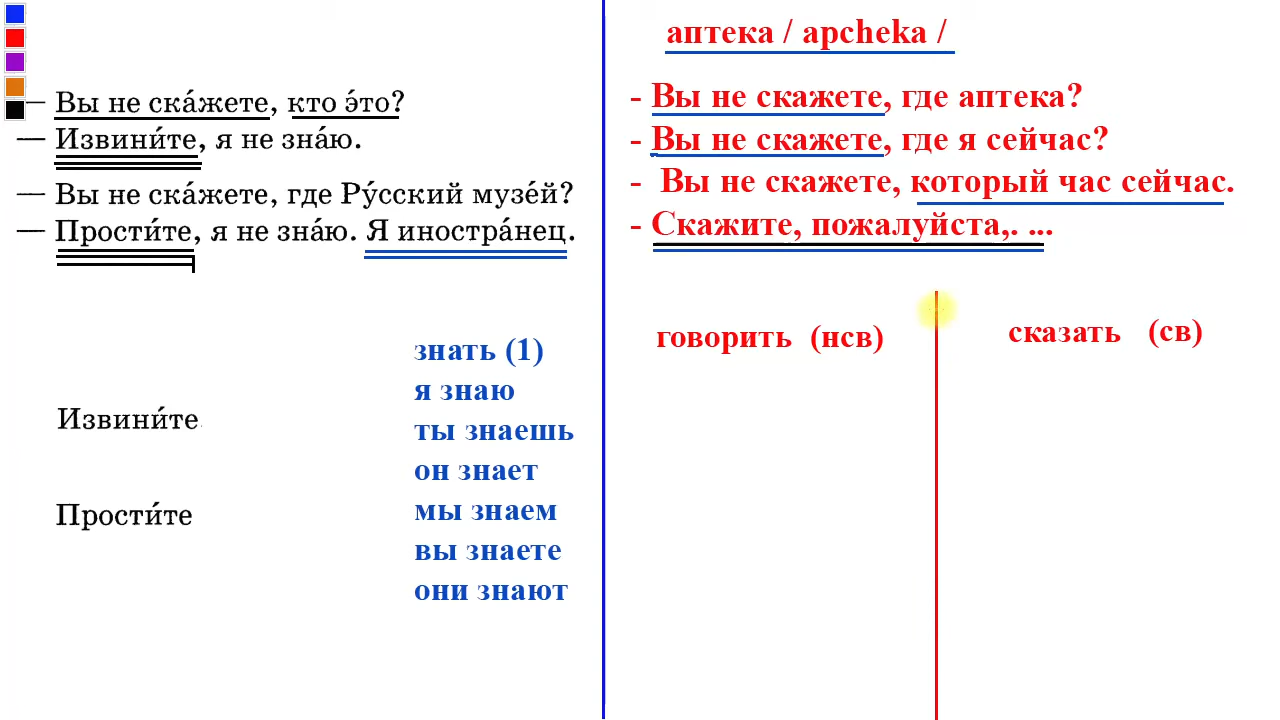 — Вы не ска́жете, кто э́то?
— Извини́те, я не зна́ю.
— Вы не ска́жете, где Ру́сский музе́й?
— Прости́те, я не зна́ю. Я иностра́нец.
Извини́те
Прости́те
знать (1)
я знаю
ты знаешь
он знает
мы знаем
вы знаете
они знают
аптека / apcheka /
- Вы не скажете, где аптека?
- Вы не скажете, где я сейчас?
- Вы не скажете, который час сейчас.
- Скажите, пожалуйста,. ...
говорить (нсв)
сказать (св)